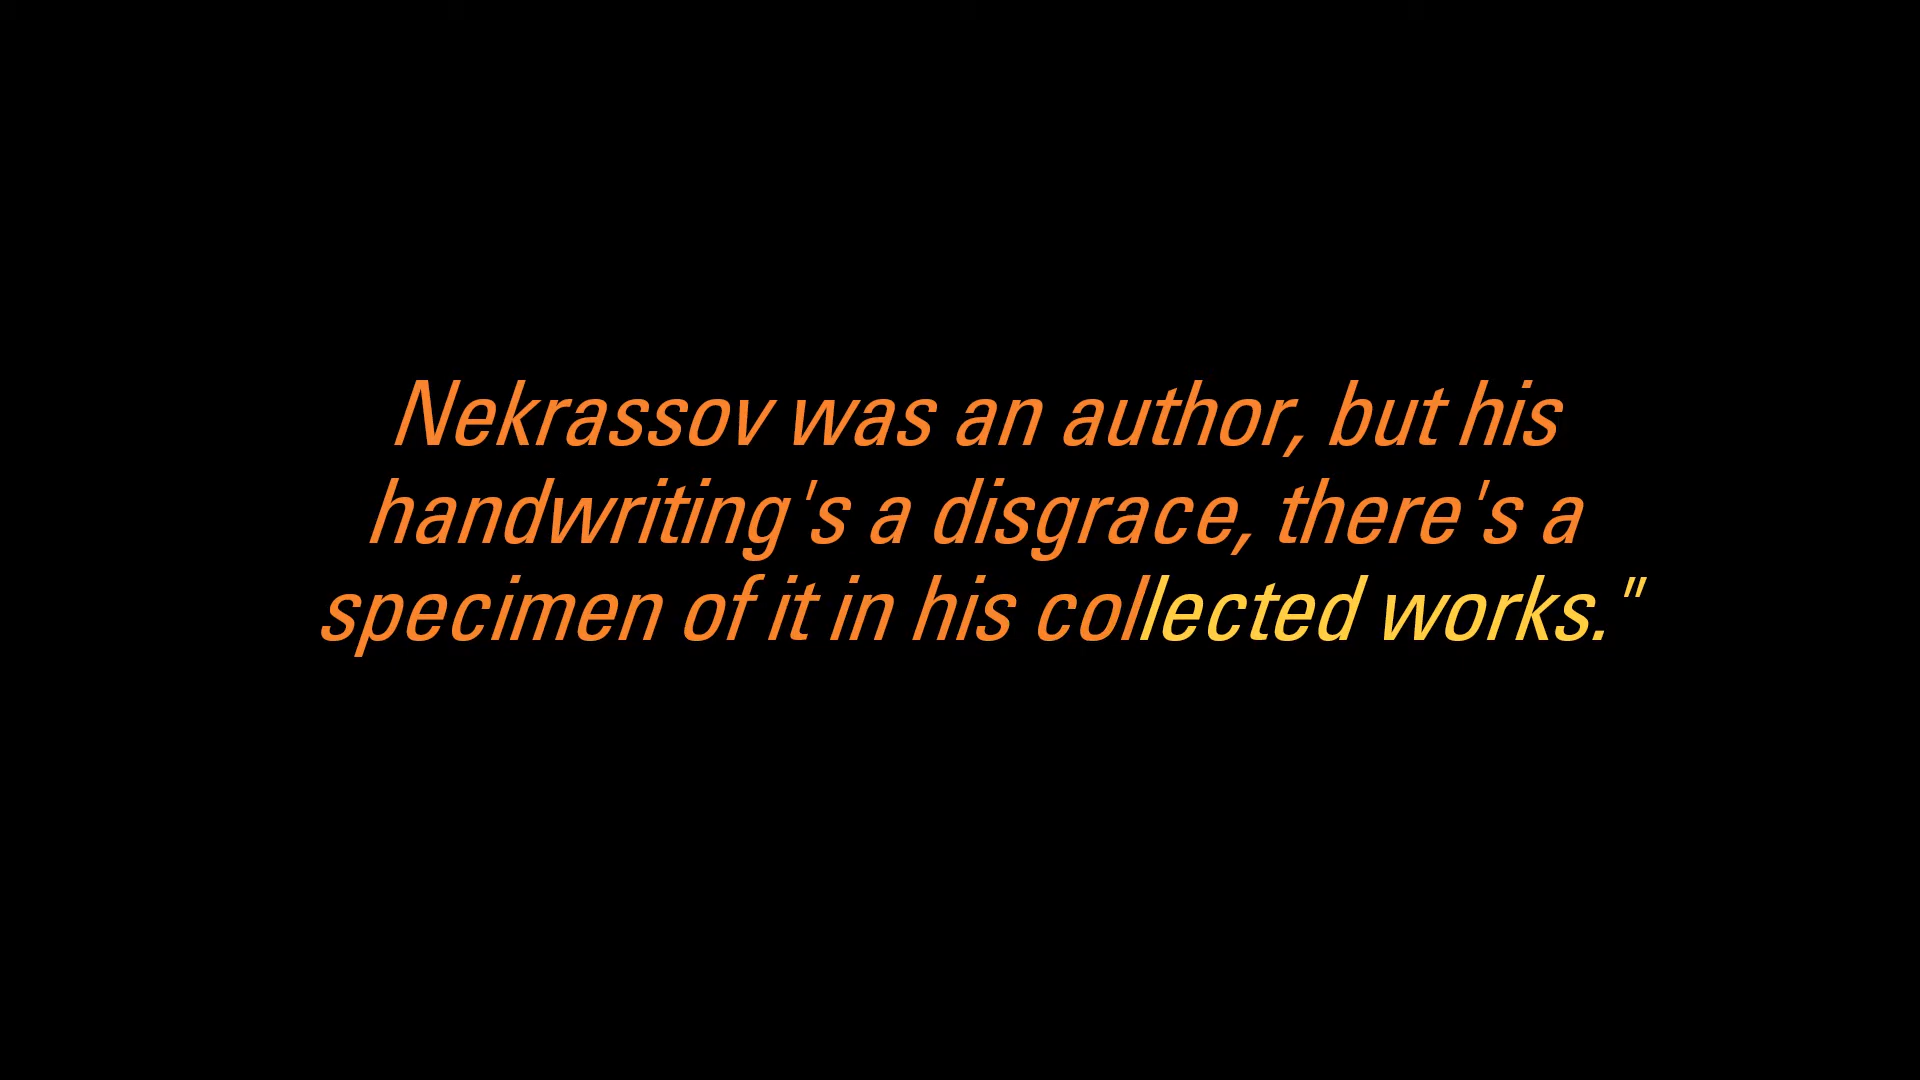 Nekrassov was an author, but his
handwriting's a disgrace, there's a
specimen of it in his collected works."